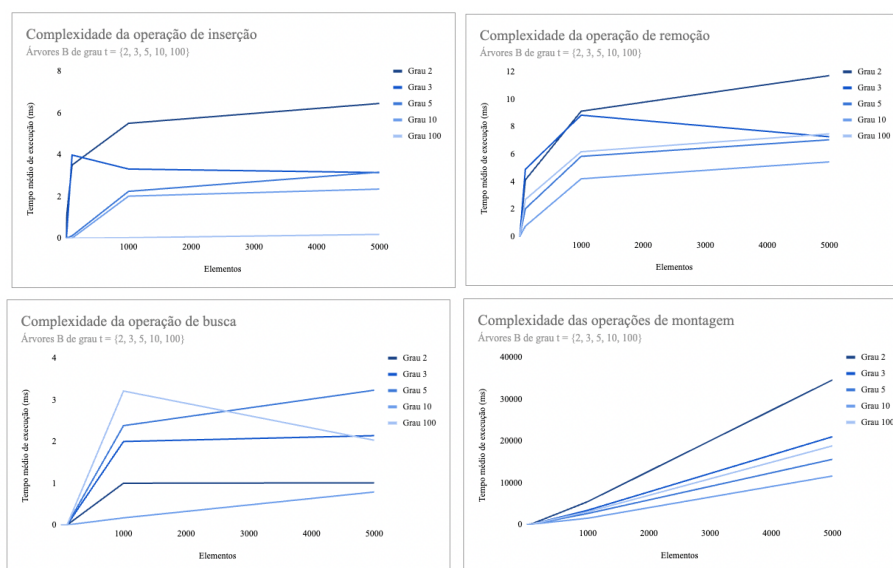 Complexidade da operação de inserção
Árvores B de grau t = {2, 3, 5, 10, 100}
Tempo médio de execução (ms)
8
6
4
2
0
1000 2000 3000 4000 5000
Elementos
Grau 2
Grau 3
Grau 5
Grau 10
Grau 100
Complexidade da operação de remoção
Árvores B de grau t = {2, 3, 5, 10, 100}
Tempo médio de execução (ms)
12
10
8
6
4
2
0
1000 2000 3000 4000 5000
Elementos
Grau 2
Grau 3
Grau 5
Grau 10
Grau 100
Complexidade da operação de busca
Árvores B de grau t = {2, 3, 5, 10, 100}
Tempo médio de execução (ms)
4
3
2
1
0
1000 2000 3000 4000 5000
Elementos
Grau 2
Grau 3
Grau 5
Grau 10
Grau 100
Complexidade das operações de montagem
Árvores B de grau t = {2, 3, 5, 10, 100}
Tempo médio de execução (ms)
40000
30000
20000
10000
0
1000 2000 3000 4000 5000
Elementos
Grau 2
Grau 3
Grau 5
Grau 10
Grau 100